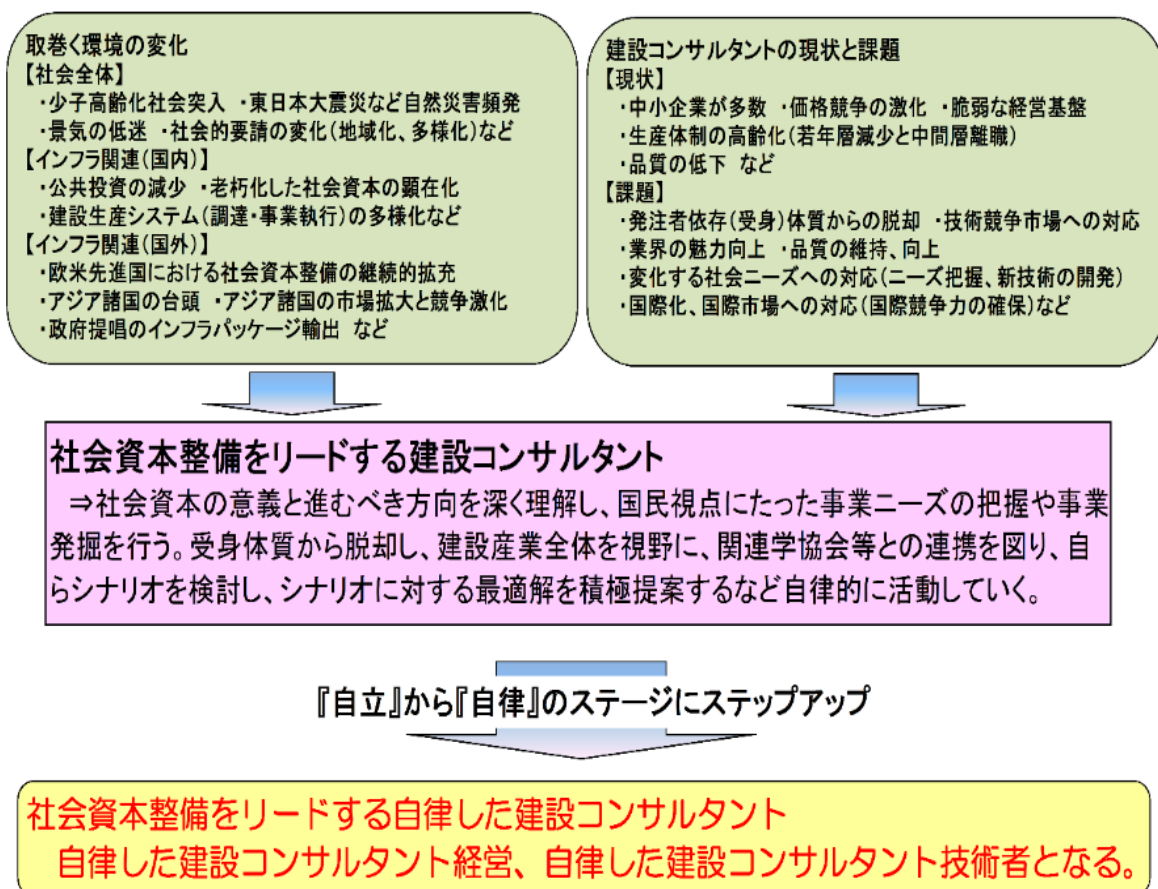 取巻く環境の変化
【社会全体】
・少子高齢化社会突入 ・東日本大震災など自然災害頻発
・景気の低迷 ・社会的要請の変化(地域化、多様化)など
【インフラ関連(国内)】
・公共投資の減少 ・老朽化した社会資本の顕在化
・建設生産システム(調達・事業執行)の多様化など
【インフラ関連(国外)】
・欧米先進国における社会資本整備の継続的拡充
・アジア諸国の台頭 ・アジア諸国の市場拡大と競争激化
・政府提唱のインフラパッケージ輸出 など
建設コンサルタントの現状と課題
【現状】
・中小企業が多数 ・価格競争の激化 ・脆弱な経営基盤
・生産体制の高齢化(若年層減少と中間層離職)
・品質の低下 など
【課題】
・発注者依存(受身)体質からの脱却 ・技術競争市場への対応
・業界の魅力向上 ・品質の維持、向上
・変化する社会ニーズへの対応(ニーズ把握、新技術の開発)
・国際化、国際市場への対応(国際競争力の確保)など
社会資本整備をリードする建設コンサルタント
⇒社会資本の意義と進むべき方向を深く理解し、国民視点にたった事業ニーズの把握や事業
発掘を行う。受身体質から脱却し、建設産業全体を視野に、関連学協会等との連携を図り、自
らシナリオを検討し、シナリオに対する最適解を積極提案するなど自律的に活動していく。
『自立』から『自律』のステージにステップアップ
社会資本整備をリードする自律した建設コンサルタント
自律した建設コンサルタント経営、自律した建設コンサルタント技術者となる。